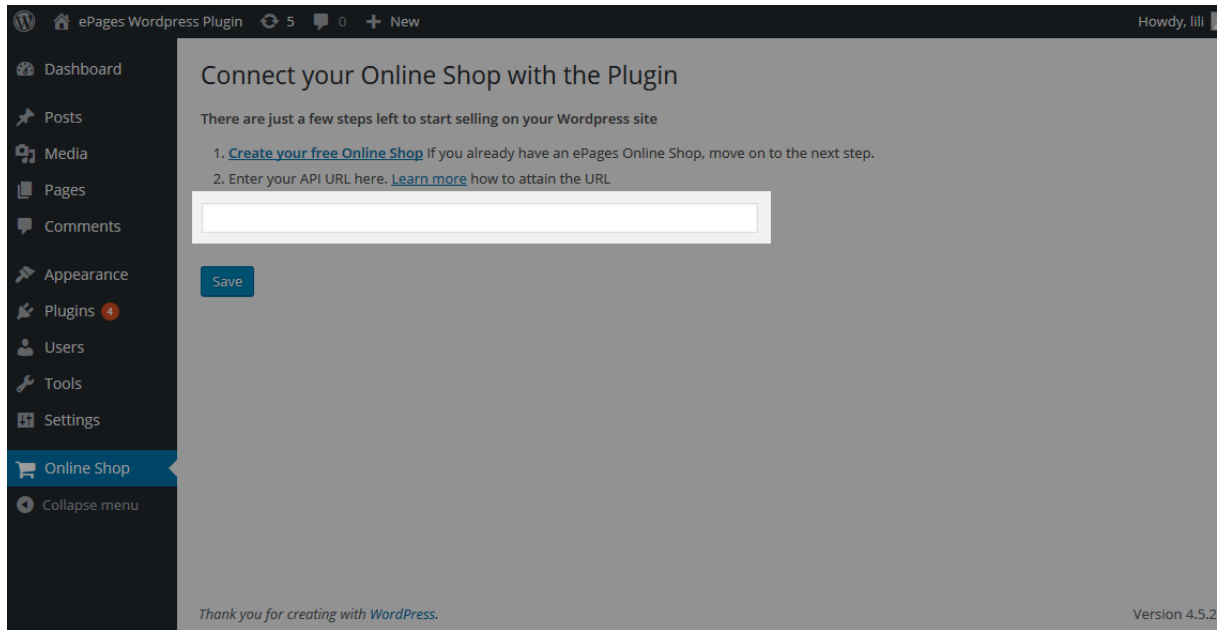 ePages Wordpress Plugin 5 0 + New Howdy, lili
Dashboard
Posts
Media
Pages
Comments
Appearance
Plugins 4
Users
Tools
Settings
Online Shop
Collapse menu
Connect your Online Shop with the Plugin
There are just a few steps left to start selling on your Wordpress site
1. Create your free Online Shop If you already have an ePages Online Shop, move on to the next step.
2. Enter your API URL here. Learn more how to attain the URL
Save
Thank you for creating with WordPress. Version 4.5.2